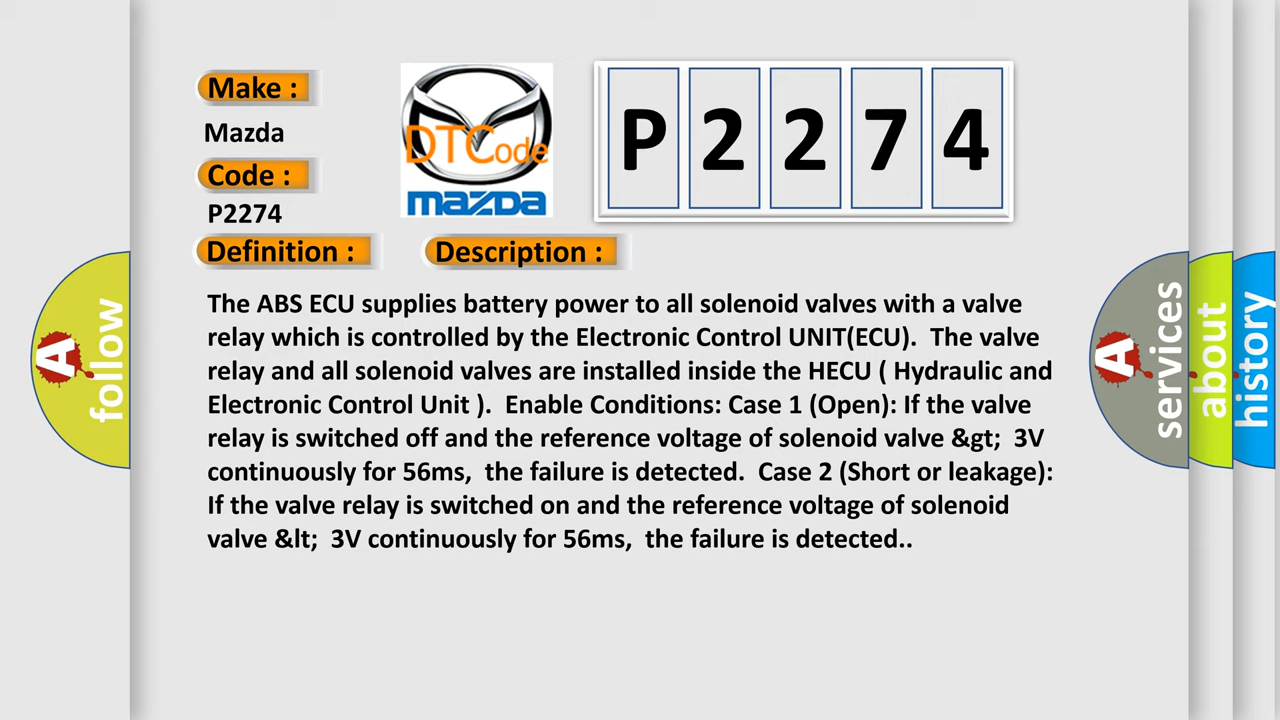 Make :
Mazda
Code :
P2274
DTCode
mazda
P2274
Definition :
Description :
The ABS ECU supplies battery power to all solenoid valves with a valve
relay which is controlled by the Electronic Control UNIT(ECU). The valve
relay and all solenoid valves are installed inside the HECU ( Hydraulic and
Electronic Control Unit ). Enable Conditions: Case 1 (Open): If the valve
relay is switched off and the reference voltage of solenoid valve &gt; 3V
continuously for 56ms, the failure is detected. Case 2 (Short or leakage):
If the valve relay is switched on and the reference voltage of solenoid
valve &lt; 3V continuously for 56ms, the failure is detected..
A
follow
A
services
about
history